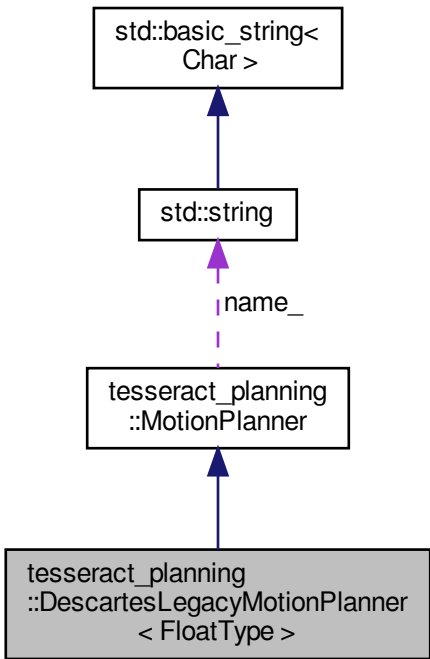 std::basic_string<
Char >
std::string
name_
tesseract_planning
::MotionPlanner
tesseract_planning
::DescartesLegacyMotionPlanner
< FloatType >